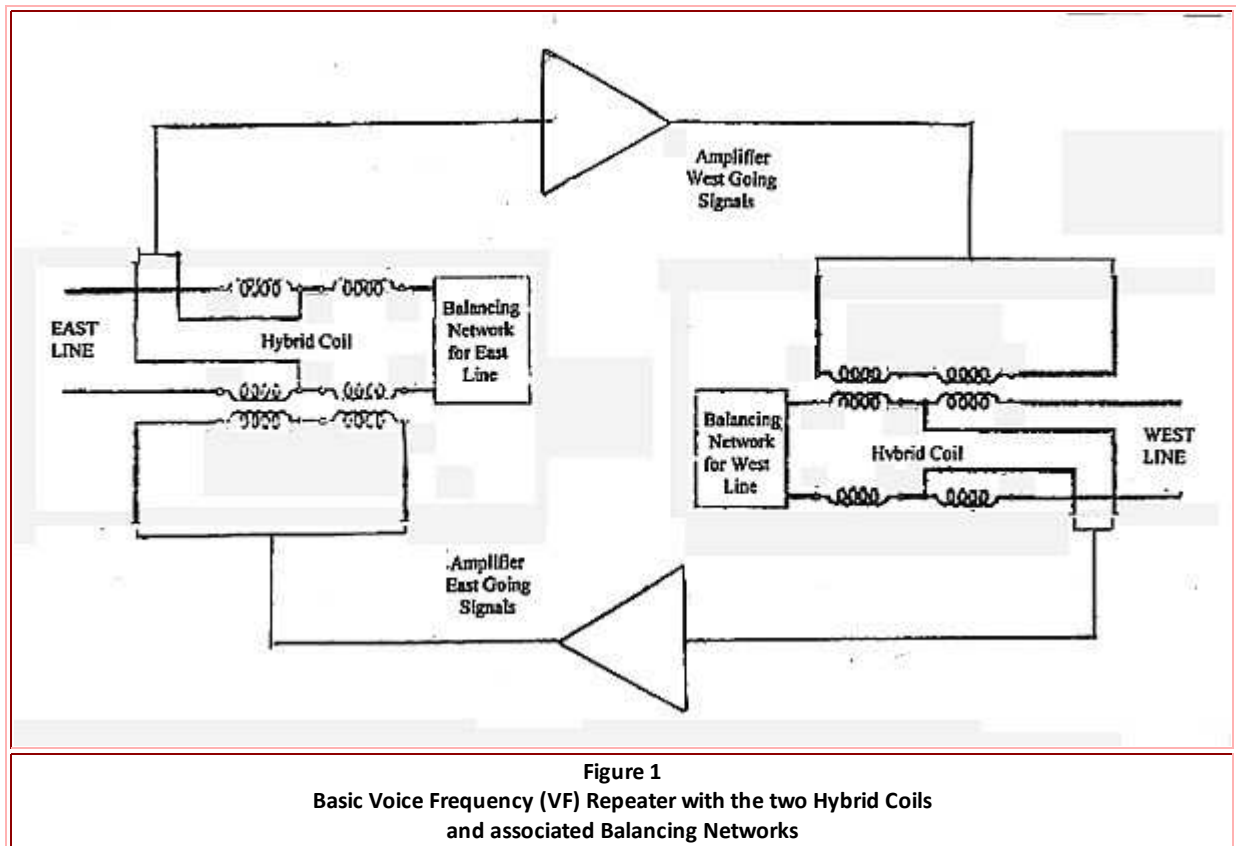 Amplifier
West Going
Signals
EAST
LINE
Hybrid Coil
Balancing
Network
for East
Line
Balancing
Network
for West
Line
Hybrid Coil
WEST
LINE
Amplifier
East Going
Signals
Figure 1
Basic Voice Frequency (VF) Repeater with the two Hybrid Coils
and associated Balancing Networks